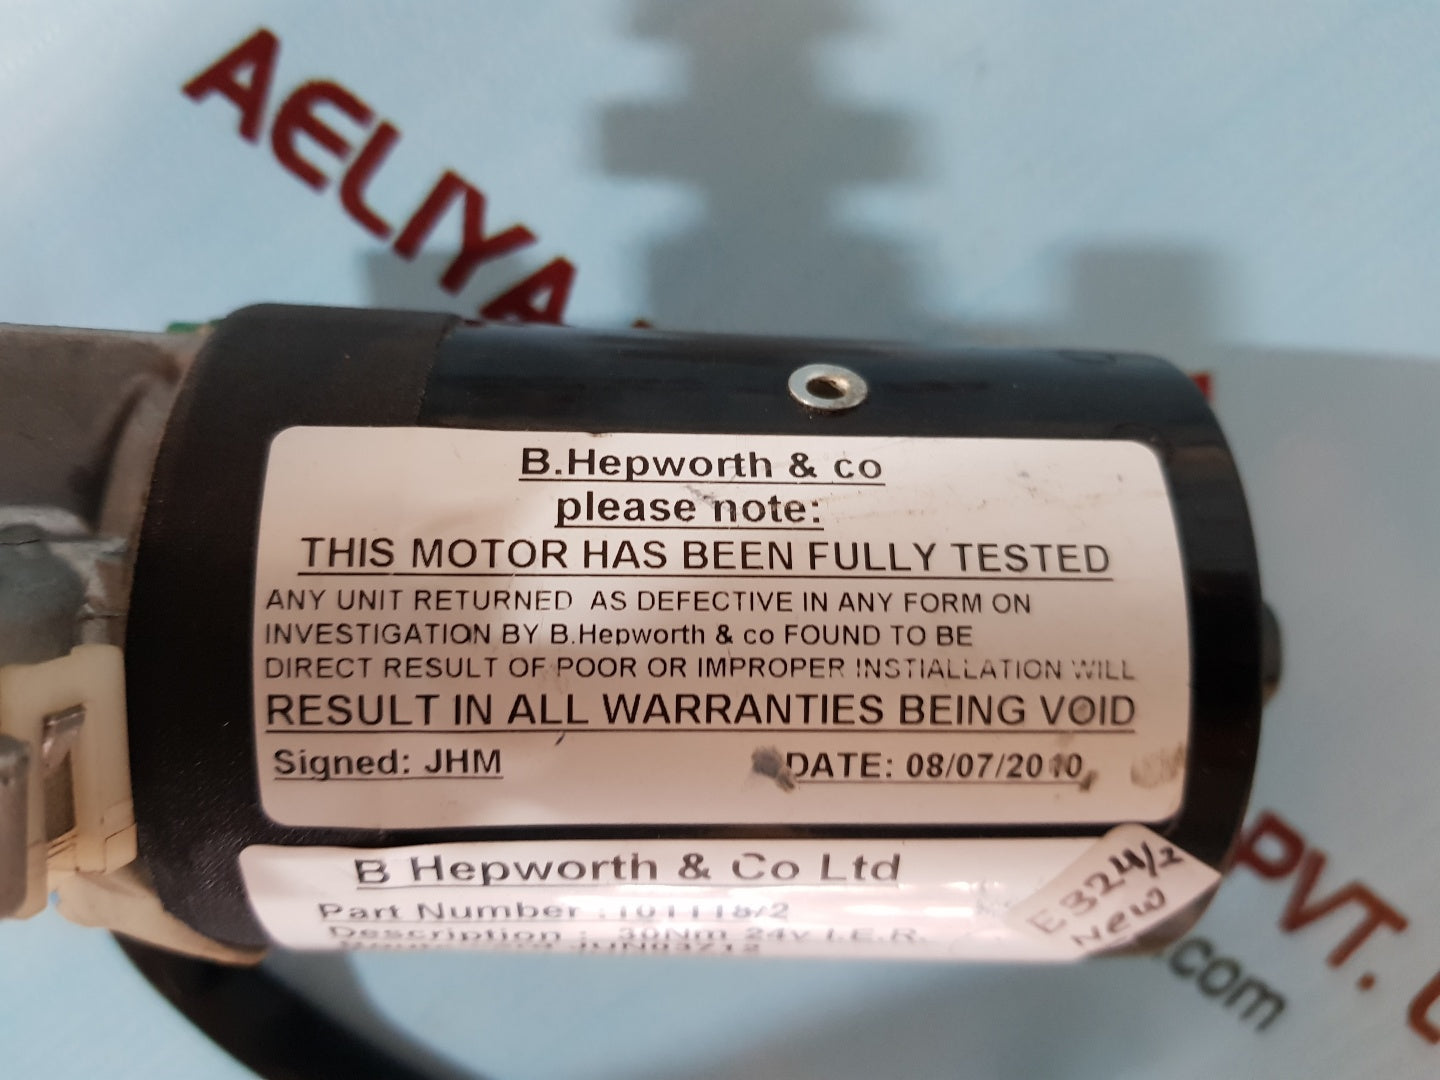 AELIYA
B.Hepworth & co
please note:
THIS MOTOR HAS BEEN FULLY TESTED
ANY UNIT RETURNED AS DEFECTIVE IN ANY FORM ON
INVESTIGATION BY B.Hepworth & co FOUND TO BE
DIRECT RESULT OF POOR OR IMPROPER INSTIALLATION WILL
RESULT IN ALL WARRANTIES BEING VOID
Signed: JHM DATE: 08/07/2010
B Hepworth & Co Ltd
Part Number : 101118/2
Description : 30Nm 24v I.E.R.
E324/2
New
PVT.
.com